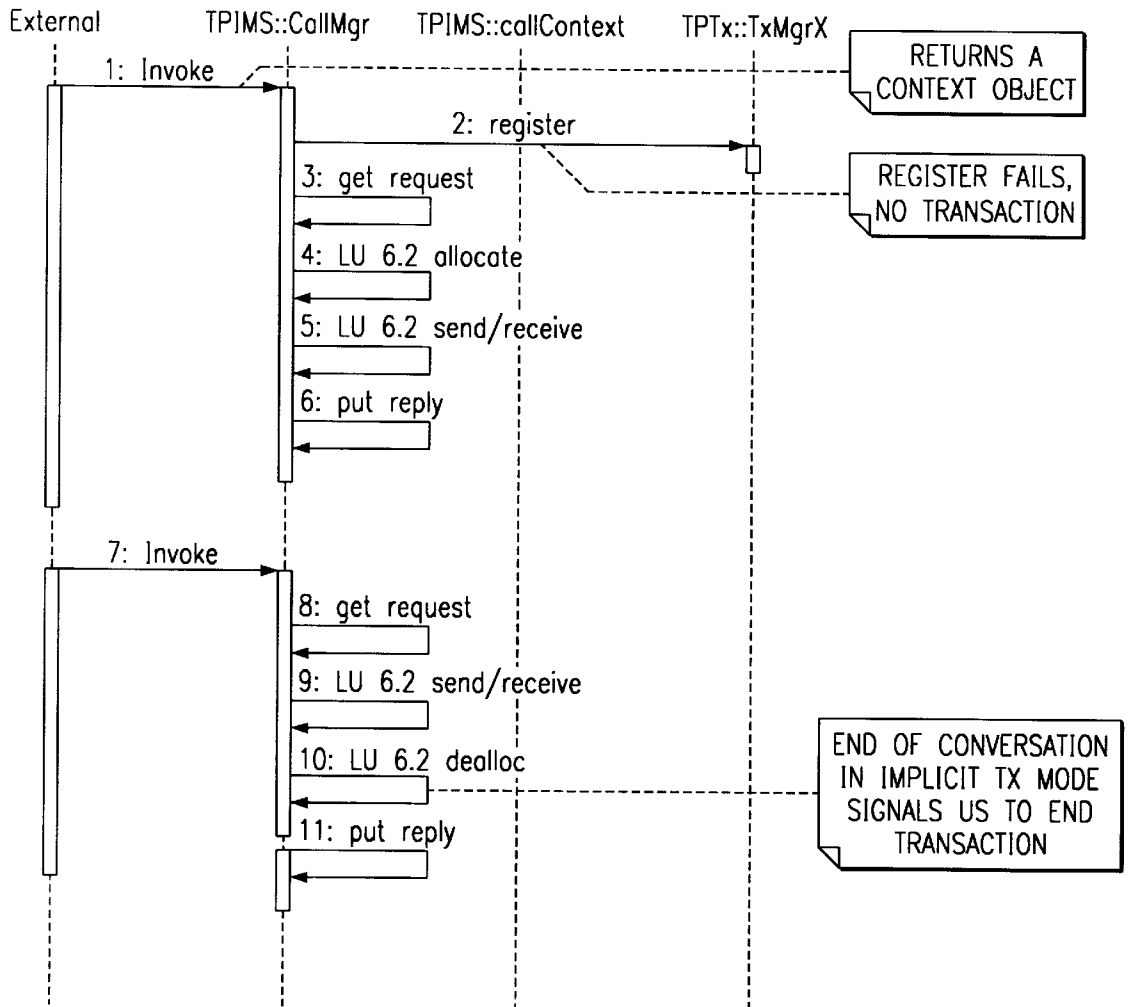 External
TPIMS::CallMgr
TPIMS::callContext
TPTx::TxMgrX
1: Invoke
RETURNS A
CONTEXT OBJECT
2: register
REGISTER FAILS,
NO TRANSACTION
3: get request
4: LU 6.2 allocate
5: LU 6.2 send/receive
6: put reply
7: Invoke
8: get request
9: LU 6.2 send/receive
10: LU 6.2 dealloc
END OF CONVERSATION
IN IMPLICIT TX MODE
SIGNALS US TO END
TRANSACTION
11: put reply